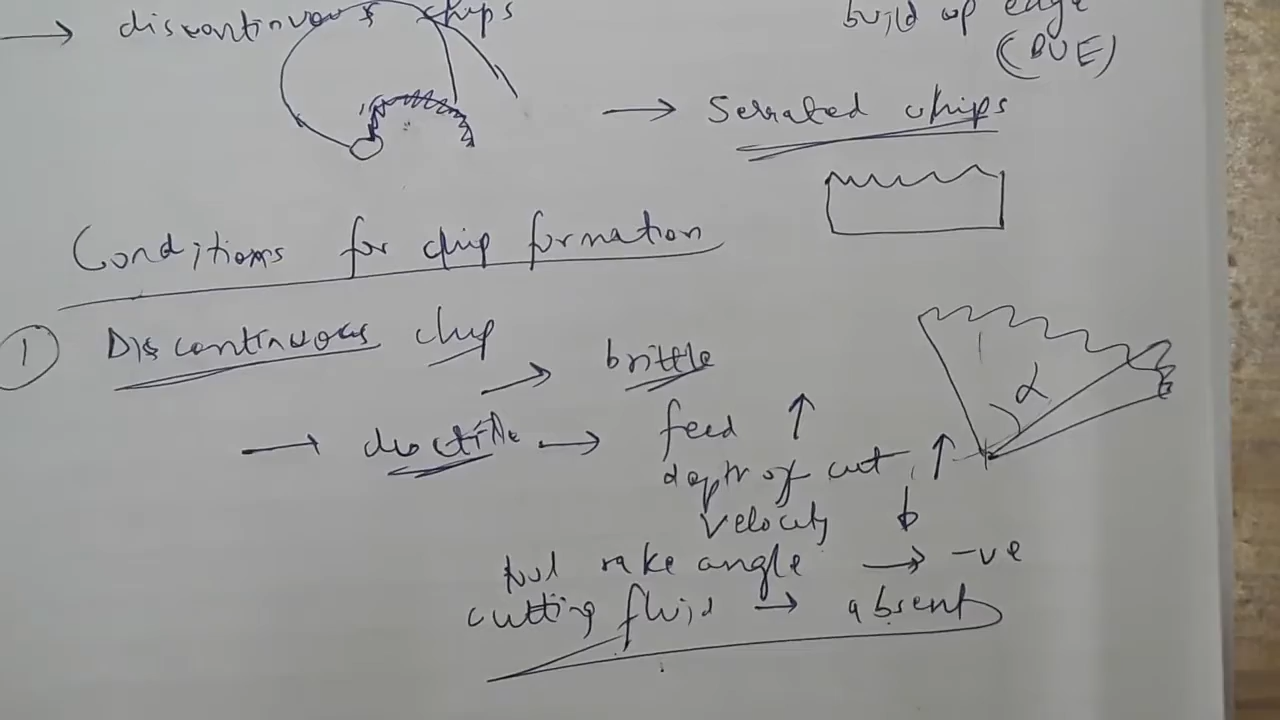 → discontinuous chips
build up edge
(BUE)
→ Serrated chips
Conditions for chip formation
① Discontinuous chip
→ brittle
→ ductile → feed ↑
depth of cut ↑
velocity ↓
tool rake angle → -ve
cutting fluid → absent
α